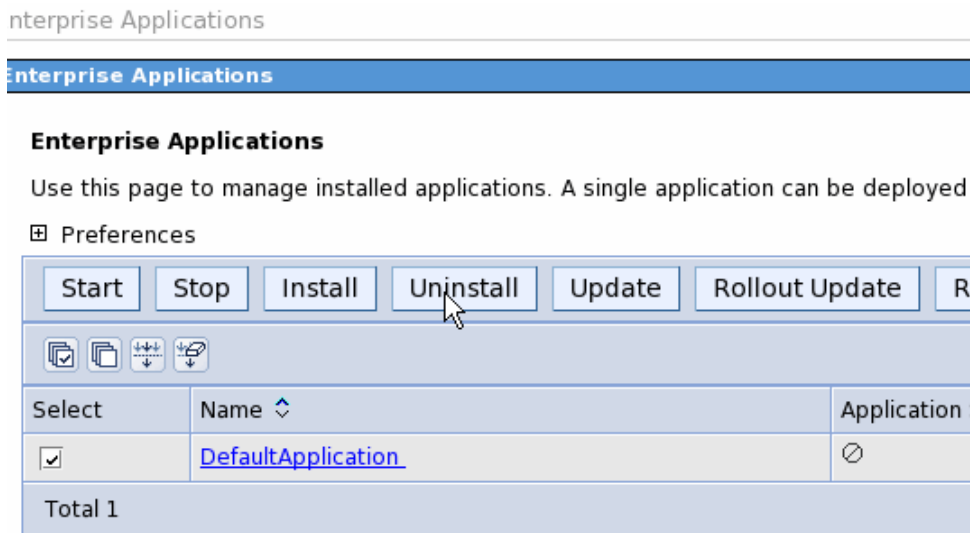 nterprise Applications
Enterprise Applications
Enterprise Applications
Use this page to manage installed applications. A single application can be deployed
Preferences
Start Stop Install Uninstall Update Rollout Update R
Select Name Application
DefaultApplication
Total 1